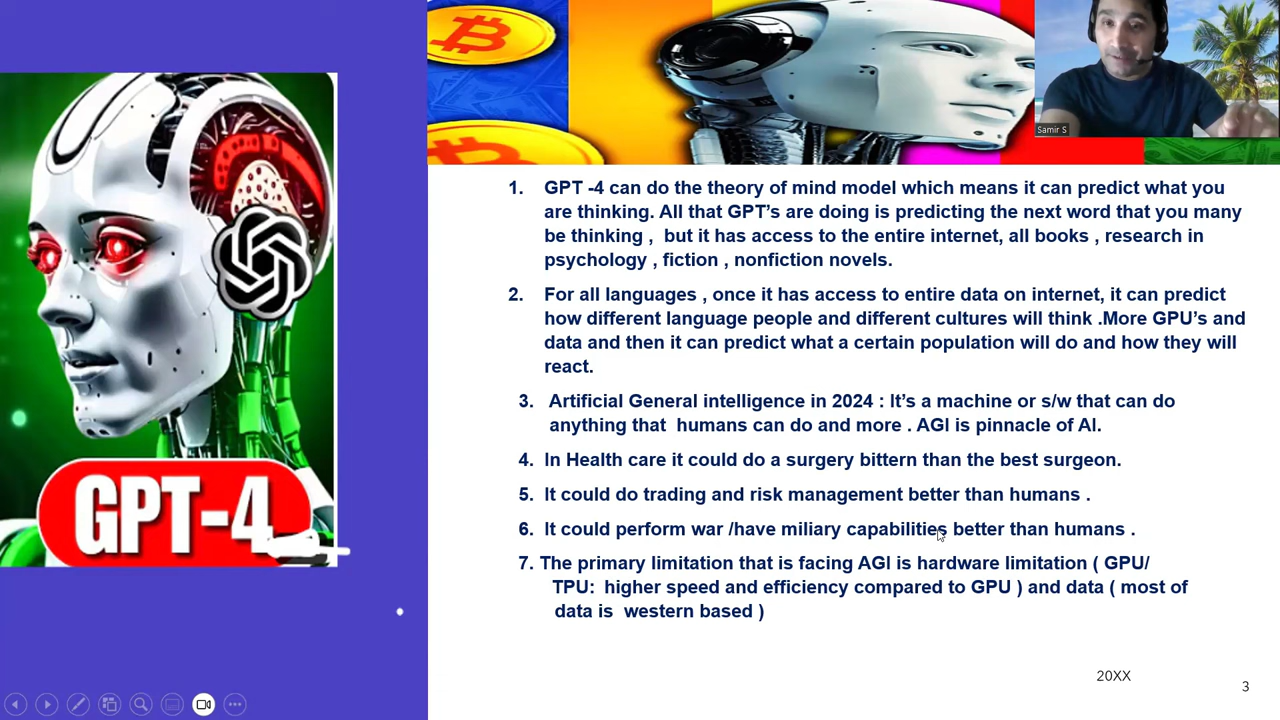 Samir S
1. GPT -4 can do the theory of mind model which means it can predict what you
are thinking. All that GPT's are doing is predicting the next word that you many
be thinking , but it has access to the entire internet, all books , research in
psychology , fiction , nonfiction novels.
2. For all languages , once it has access to entire data on internet, it can predict
how different language people and different cultures will think .More GPU's and
data and then it can predict what a certain population will do and how they will
react.
3. Artificial General intelligence in 2024 : It's a machine or s/w that can do
anything that humans can do and more . AGI is pinnacle of AI.
4. In Health care it could do a surgery bittern than the best surgeon.
5. It could do trading and risk management better than humans .
6. It could perform war /have miliary capabilities better than humans .
7. The primary limitation that is facing AGI is hardware limitation ( GPU/
TPU: higher speed and efficiency compared to GPU ) and data ( most of
data is western based )
GPT-4
20XX
3